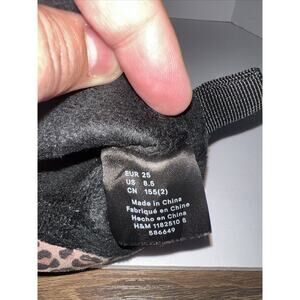 EUR 25
US 8.5
CN 155(2)
Made in China
Fabriqué en Chine
Hecho en China
H&M 1182510 5
586649